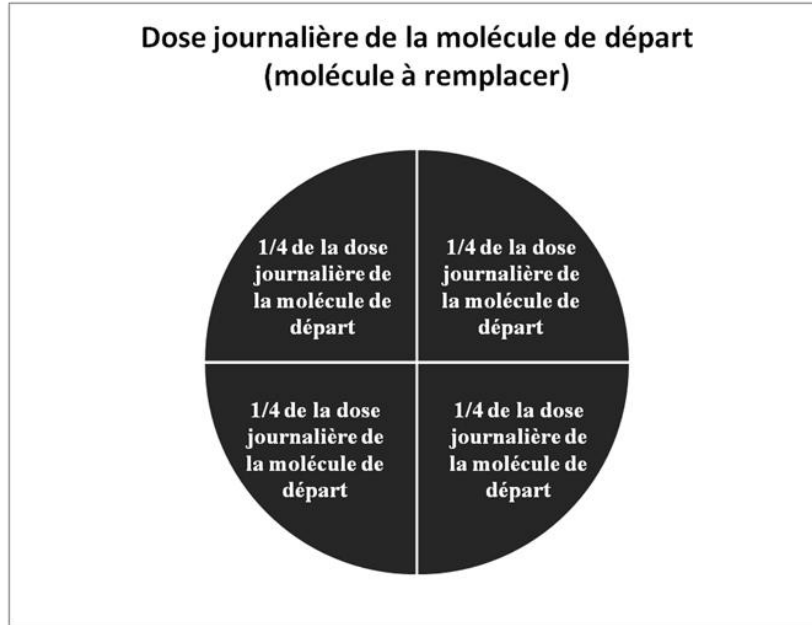 Dose journalière de la molécule de départ
(molécule à remplacer)
1/4 de la dose
journalière de
la molécule de
départ
1/4 de la dose
journalière de
la molécule de
départ
1/4 de la dose
journalière de
la molécule de
départ
1/4 de la dose
journalière de
la molécule de
départ